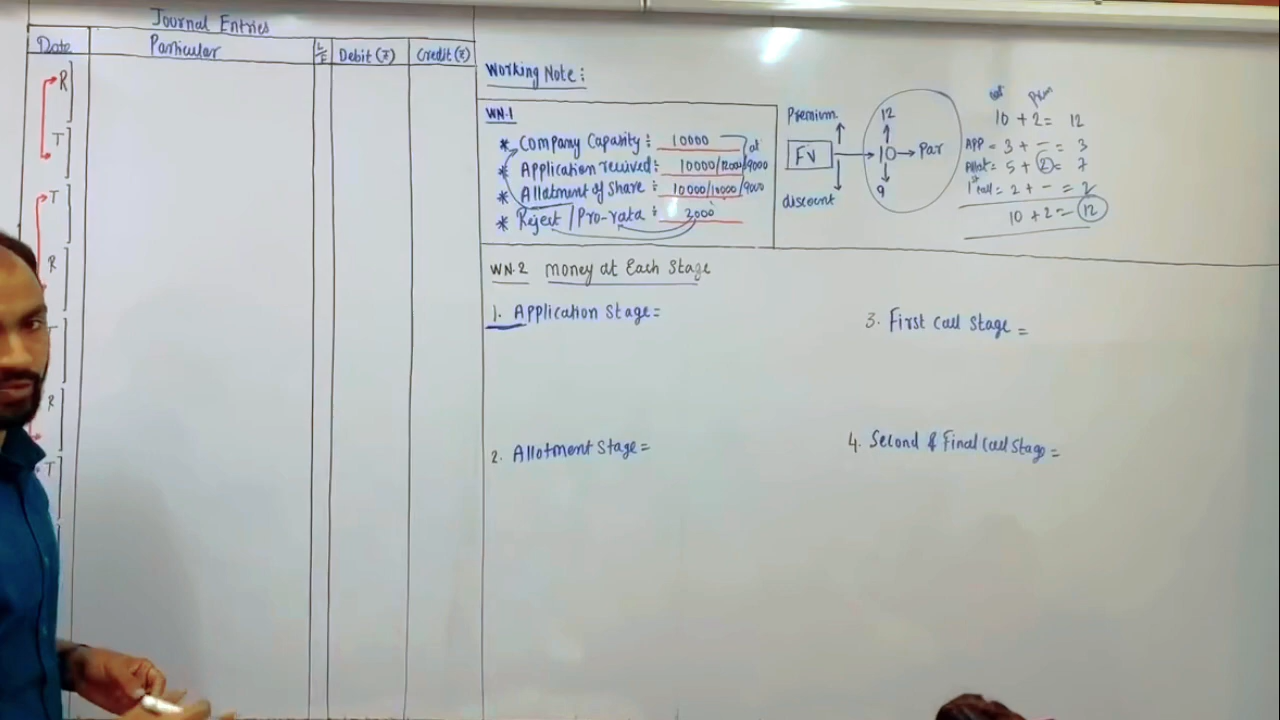 Journal Entries
Date Particular L/F Debit (₹) Credit (₹)
R
T
T
R
T
R
T
Working Note:
WN.1
* Company Capacity: 10000
* Application recived: 10000/12000/9000
* Allatment of Share: 10000/10000/9000
* Reject /Pro-rata: 2000
Premium
FV
discount
12
10 → Par
9
10 + 2 = 12
APP = 3 + - = 3
Allot = 5 + 2 = 7
1st call = 2 + - = 2
10 + 2 = 12
WN.2 money at Each Stage
1. Application Stage =
2. Allotment Stage =
3. First Call Stage =
4. Second & Final Call Stage =